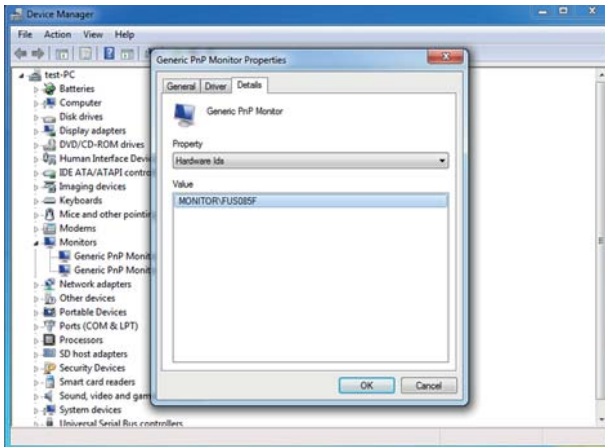 Device Manager
File Action View Help
test-PC
Batteries
Computer
Disk drives
Display adapters
DVD/CD-ROM drives
Human Interface Devi
IDE ATA/ATAPI contro
Imaging devices
Keyboards
Mice and other pointin
Modems
Monitors
Generic PnP Monit
Generic PnP Monit
Network adapters
Other devices
Portable Devices
Ports (COM & LPT)
Processors
SD host adapters
Security Devices
Smart card readers
Sound, video and gam
System devices
Universal Serial Bus controllers
Generic PnP Monitor Properties
General Driver Details
Generic PnP Monitor
Property
Hardware Ids
Value
MONITOR\FUS085F
OK Cancel